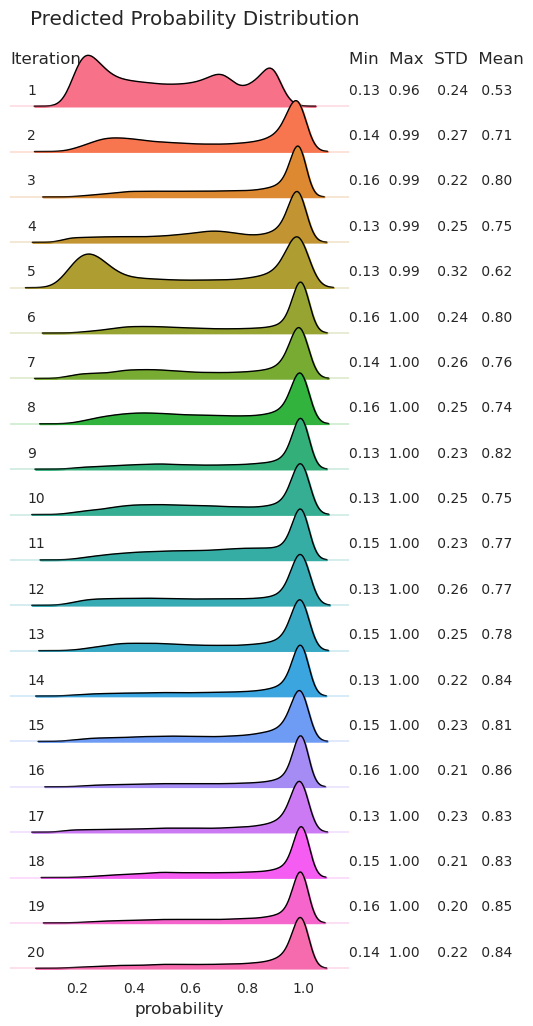 Predicted Probability Distribution
Iteration Min Max STD Mean
1 0.13 0.96 0.24 0.53
2 0.14 0.99 0.27 0.71
3 0.16 0.99 0.22 0.80
4 0.13 0.99 0.25 0.75
5 0.13 0.99 0.32 0.62
6 0.16 1.00 0.24 0.80
7 0.14 1.00 0.26 0.76
8 0.16 1.00 0.25 0.74
9 0.13 1.00 0.23 0.82
10 0.13 1.00 0.25 0.75
11 0.15 1.00 0.23 0.77
12 0.13 1.00 0.26 0.77
13 0.15 1.00 0.25 0.78
14 0.13 1.00 0.22 0.84
15 0.15 1.00 0.23 0.81
16 0.16 1.00 0.21 0.86
17 0.13 1.00 0.23 0.83
18 0.15 1.00 0.21 0.83
19 0.16 1.00 0.20 0.85
20 0.14 1.00 0.22 0.84
0.2 0.4 0.6 0.8 1.0
probability